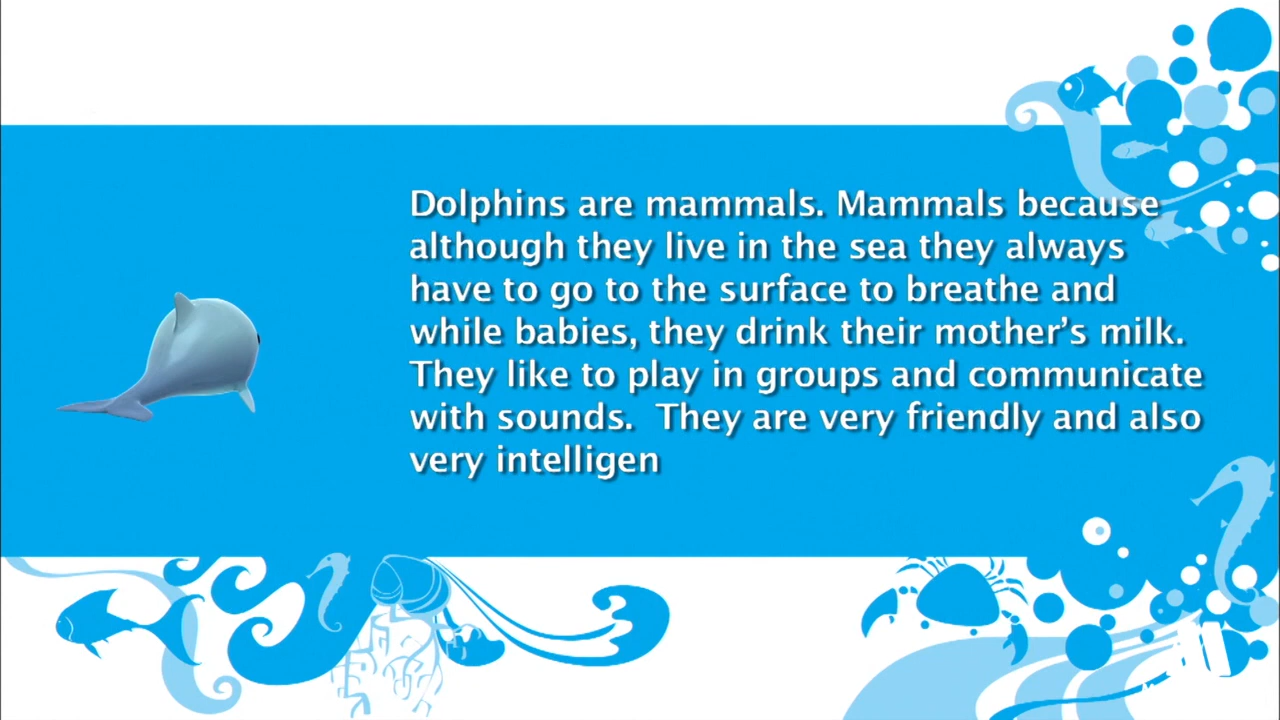 Dolphins are mammals. Mammals because
although they live in the sea they always
have to go to the surface to breathe and
while babies, they drink their mother’s milk.
They like to play in groups and communicate
with sounds.  They are very friendly and also
very intelligen